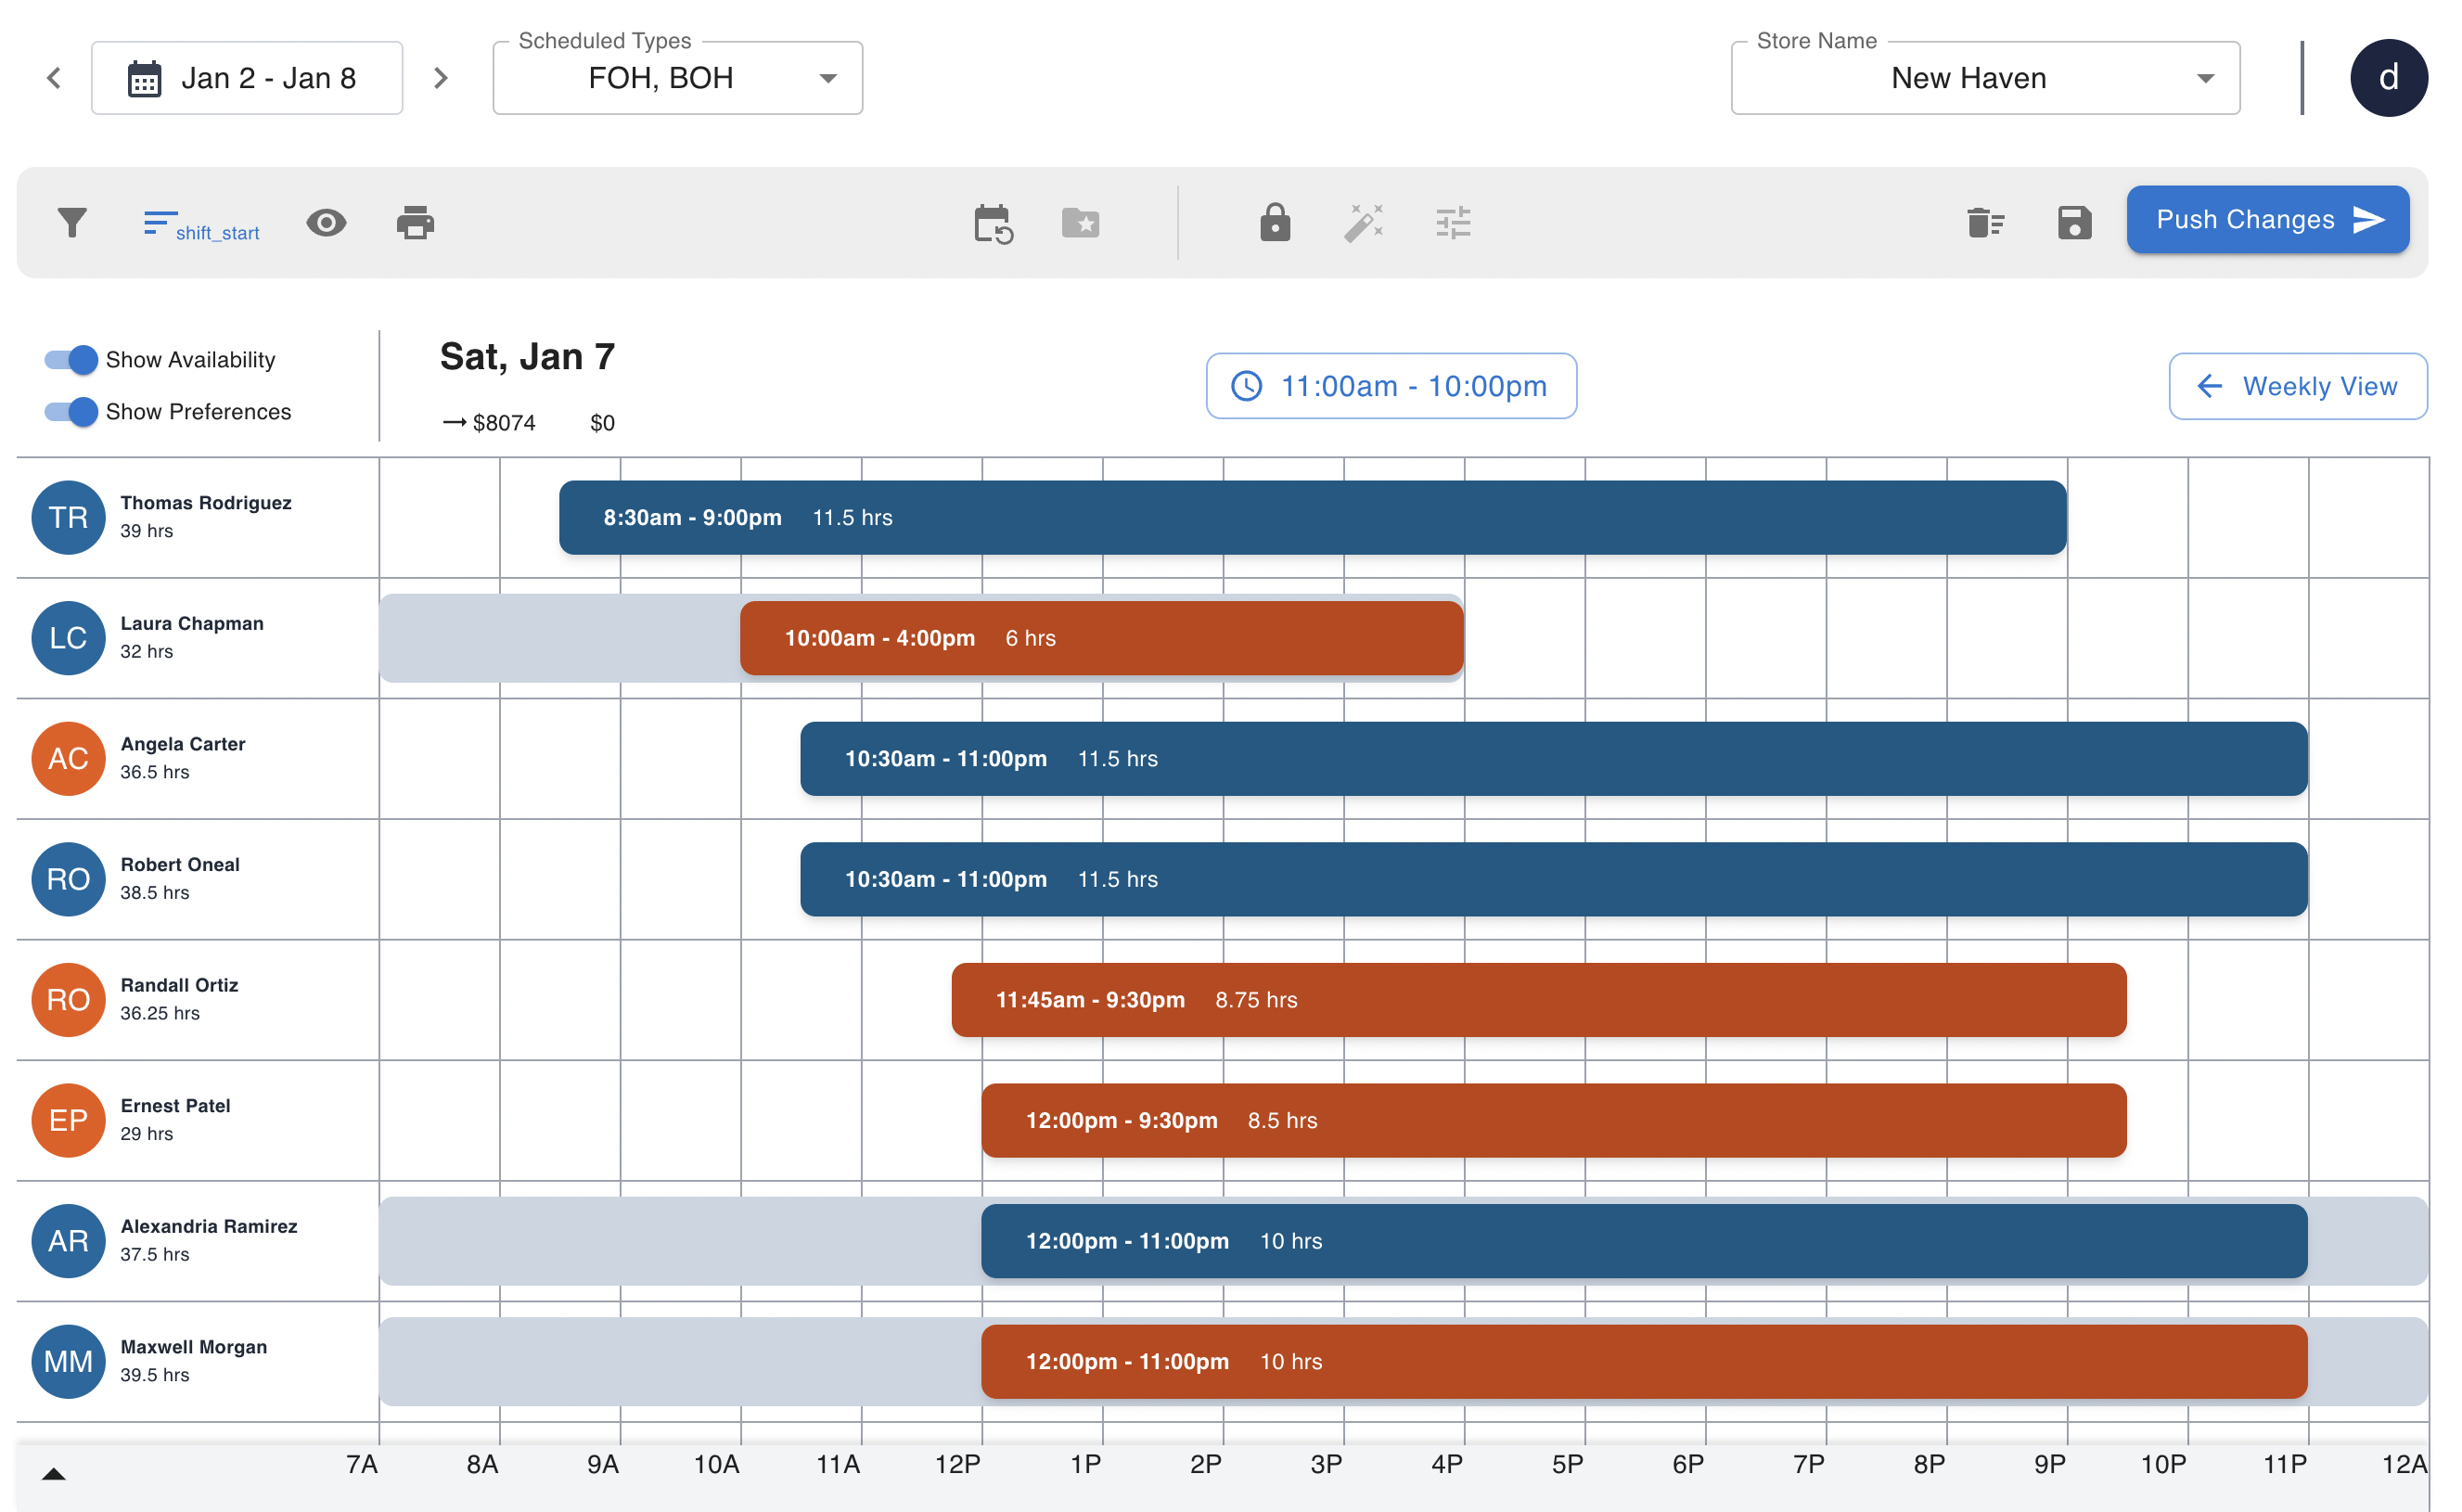 Scheduled Types
Store Name
Jan 2 - Jan 8
FOH, BOH
New Haven
d
shift_start
Push Changes
Show Availability
Show Preferences
Sat, Jan 7
$8074 $0
11:00am - 10:00pm
Weekly View
TR
Thomas Rodriguez
39 hrs
8:30am - 9:00pm 11.5 hrs
LC
Laura Chapman
32 hrs
10:00am - 4:00pm 6 hrs
AC
Angela Carter
36.5 hrs
10:30am - 11:00pm 11.5 hrs
RO
Robert Oneal
38.5 hrs
10:30am - 11:00pm 11.5 hrs
RO
Randall Ortiz
36.25 hrs
11:45am - 9:30pm 8.75 hrs
EP
Ernest Patel
29 hrs
12:00pm - 9:30pm 8.5 hrs
AR
Alexandria Ramirez
37.5 hrs
12:00pm - 11:00pm 10 hrs
MM
Maxwell Morgan
39.5 hrs
12:00pm - 11:00pm 10 hrs
7A 8A 9A 10A 11A 12P 1P 2P 3P 4P 5P 6P 7P 8P 9P 10P 11P 12A